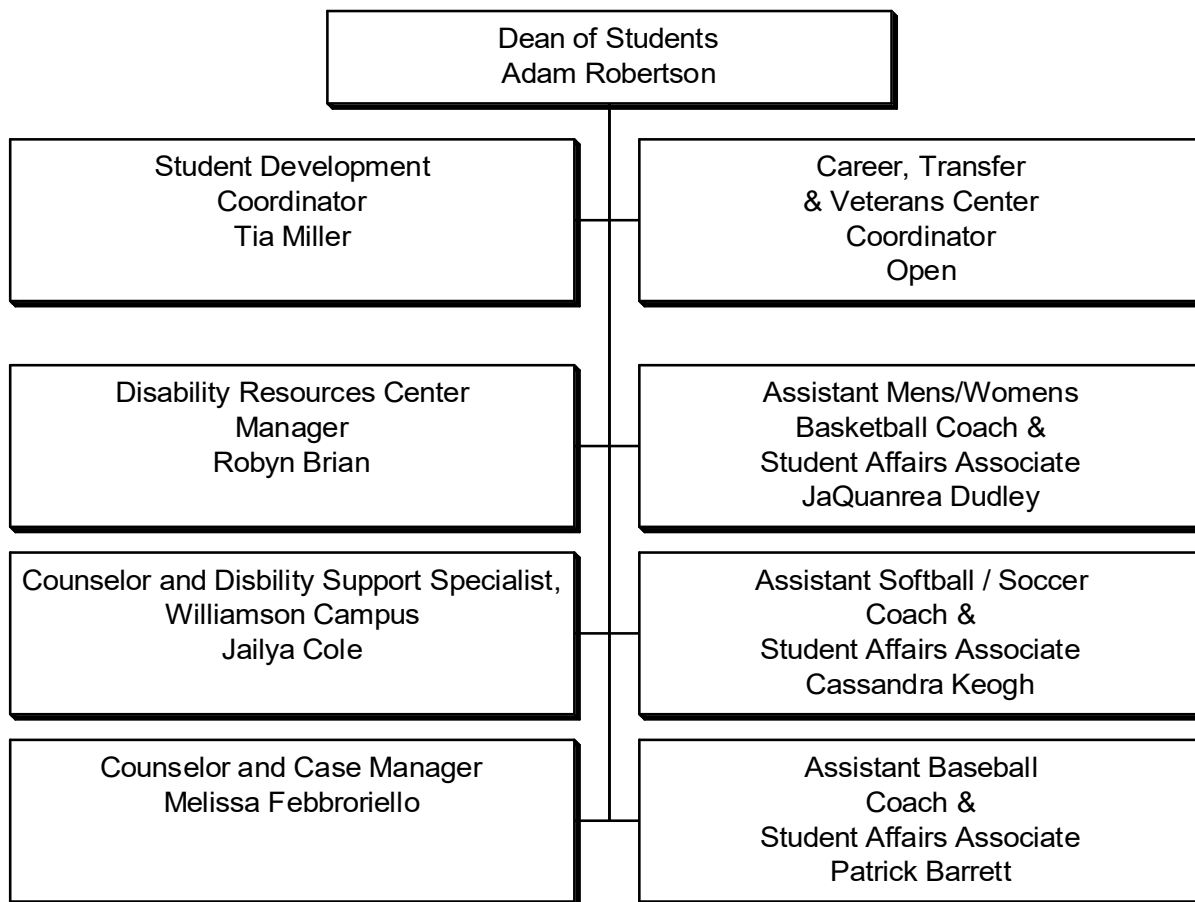 Dean of Students
Adam Robertson
Student Development
Coordinator
Tia Miller
Career, Transfer
& Veterans Center
Coordinator
Open
Disability Resources Center
Manager
Robyn Brian
Assistant Mens/Womens
Basketball Coach &
Student Affairs Associate
JaQuanrea Dudley
Counselor and Disbility Support Specialist,
Williamson Campus
Jailya Cole
Assistant Softball / Soccer
Coach &
Student Affairs Associate
Cassandra Keogh
Counselor and Case Manager
Melissa Febbroriello
Assistant Baseball
Coach &
Student Affairs Associate
Patrick Barrett